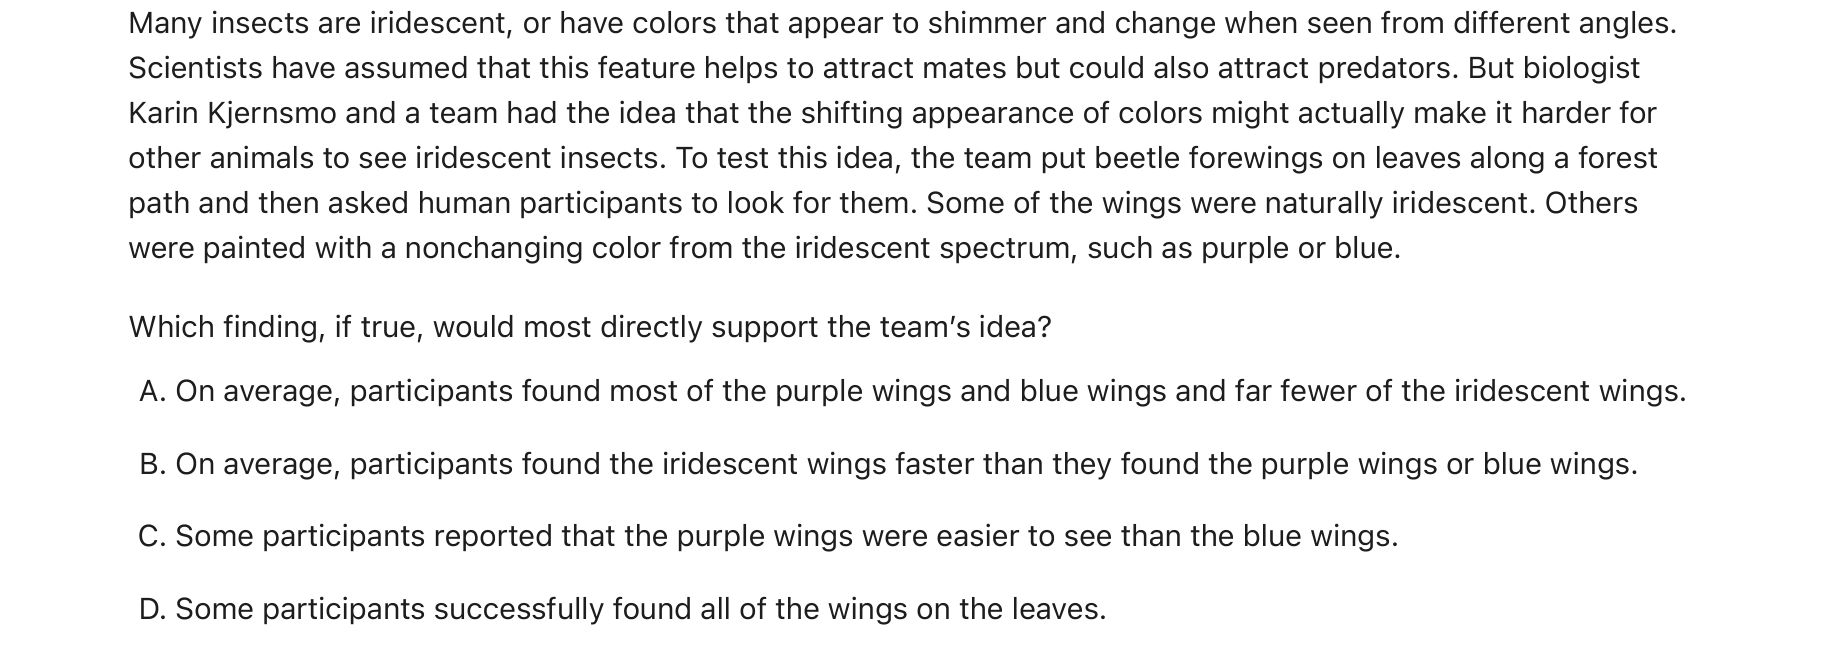 Many insects are iridescent, or have colors that appear to shimmer and change when seen from different angles.
Scientists have assumed that this feature helps to attract mates but could also attract predators. But biologist
Karin Kjernsmo and a team had the idea that the shifting appearance of colors might actually make it harder for
other animals to see iridescent insects. To test this idea, the team put beetle forewings on leaves along a forest
path and then asked human participants to look for them. Some of the wings were naturally iridescent. Others
were painted with a nonchanging color from the iridescent spectrum, such as purple or blue.
Which finding, if true, would most directly support the team’s idea?
A. On average, participants found most of the purple wings and blue wings and far fewer of the iridescent wings.
B. On average, participants found the iridescent wings faster than they found the purple wings or blue wings.
C. Some participants reported that the purple wings were easier to see than the blue wings.
D. Some participants successfully found all of the wings on the leaves.